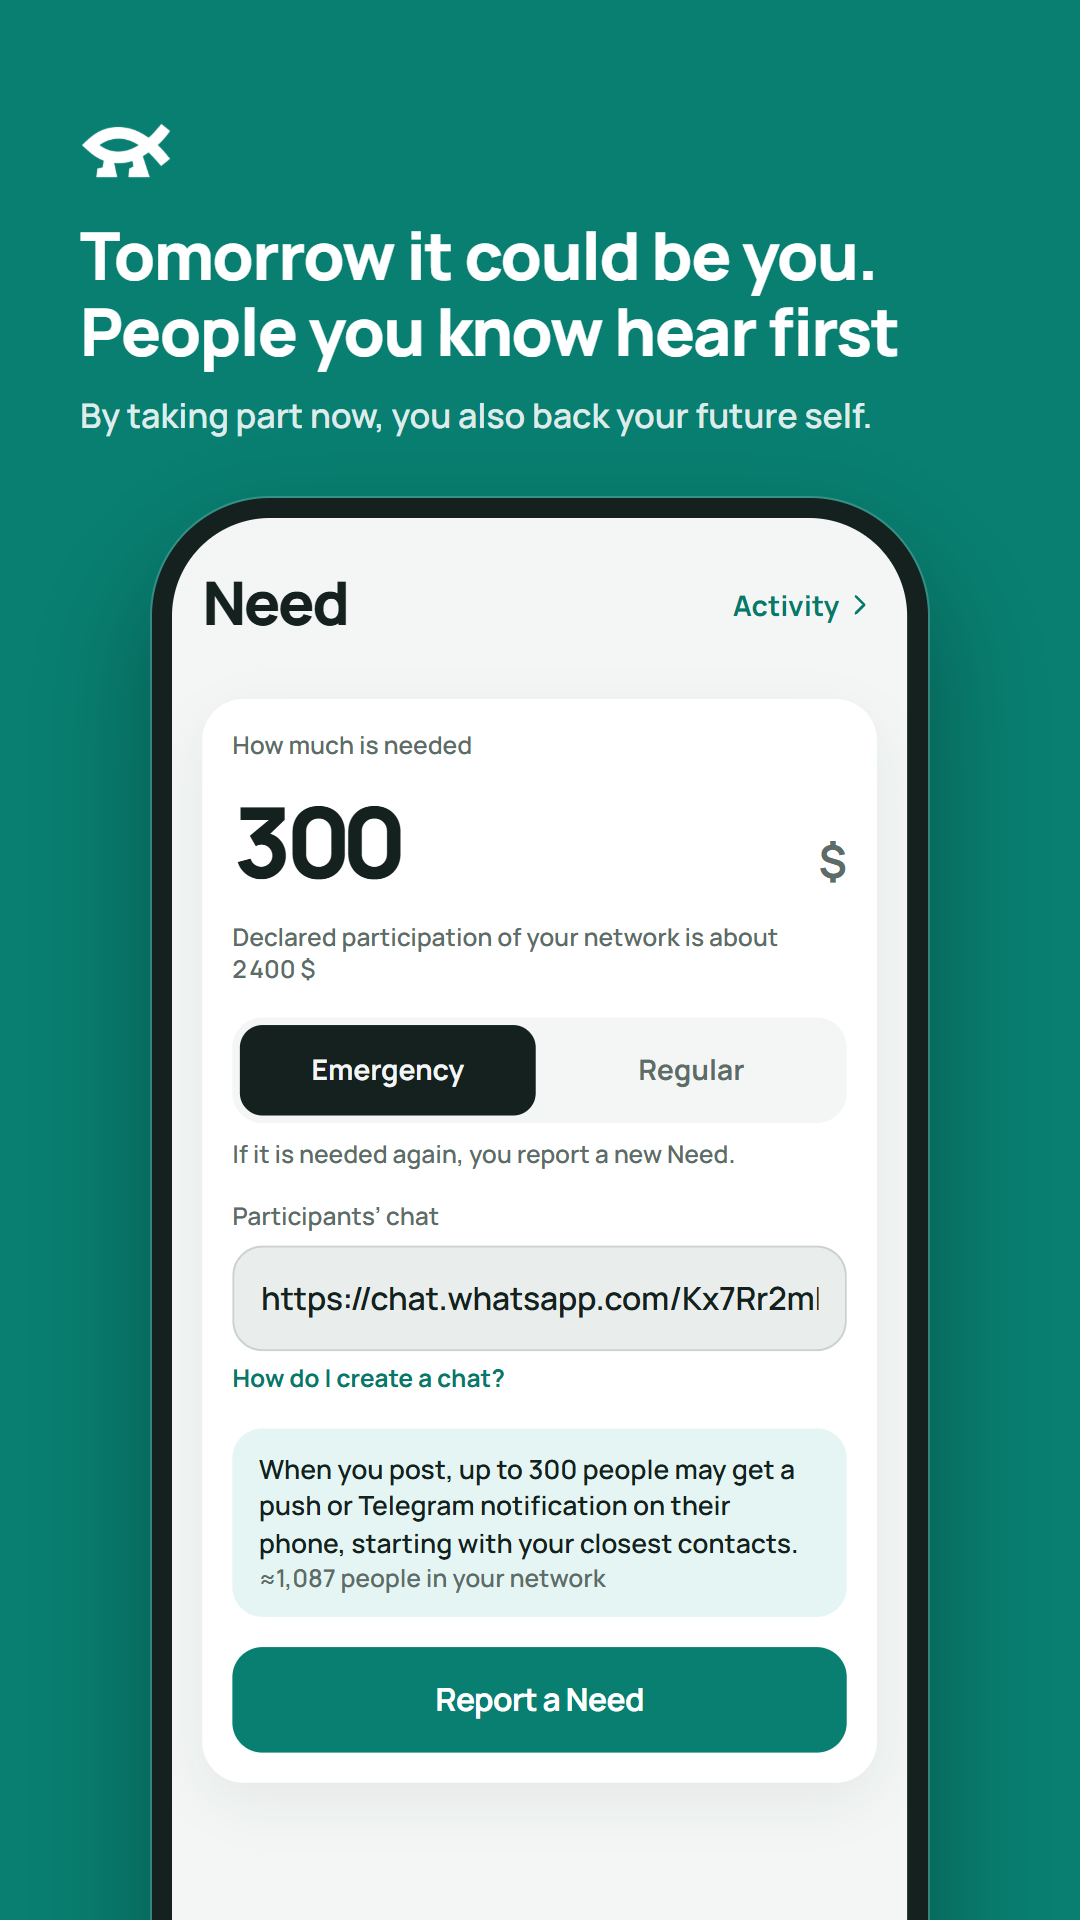 Tomorrow it could be you.
People you know hear first
By taking part now, you also back your future self.
Need
Activity
How much is needed
300
$
Declared participation of your network is about
2 400 $
Emergency
Regular
If it is needed again, you report a new Need.
Participants’ chat
https://chat.whatsapp.com/Kx7Rr2m
How do I create a chat?
When you post, up to 300 people may get a
push or Telegram notification on their
phone, starting with your closest contacts.
≈1,087 people in your network
Report a Need